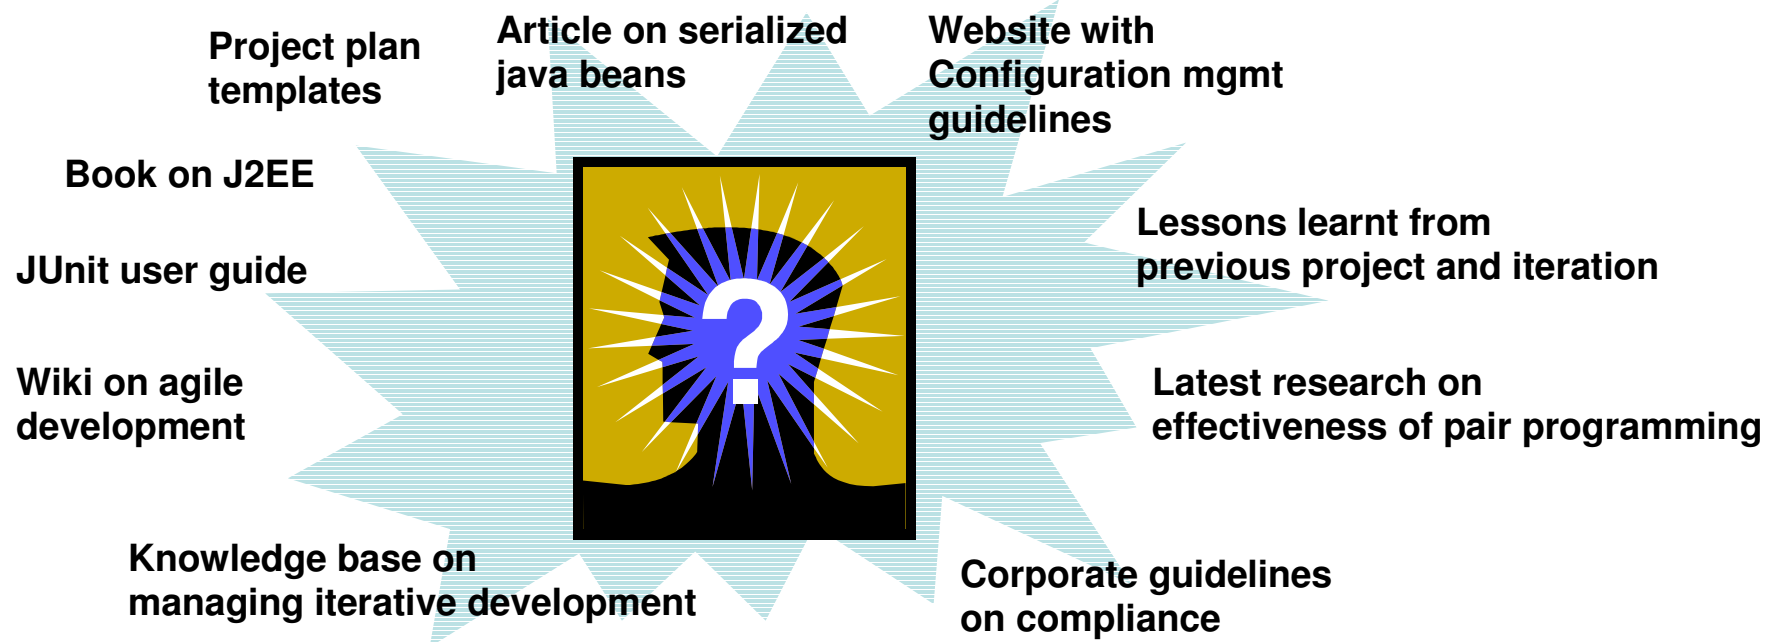 Project plan
templates
Article on serialized
java beans
Website with
Configuration mgmt
guidelines
Book on J2EE
Lessons learnt from
previous project and iteration
JUnit user guide
?
Wiki on agile
development
Latest research on
effectiveness of pair programming
Knowledge base on
managing iterative development
Corporate guidelines
on compliance